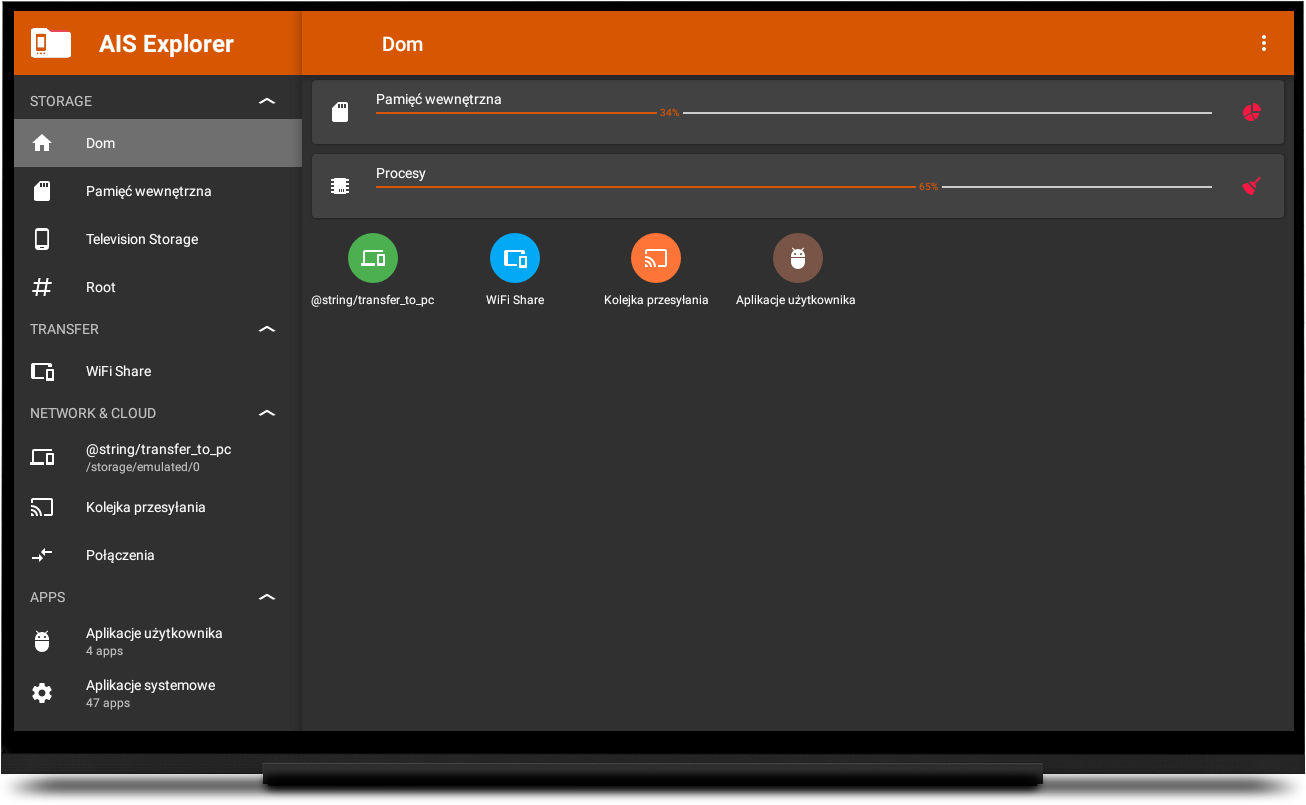 AIS Explorer
STORAGE
Dom
Pamięć wewnętrzna
Television Storage
Root
TRANSFER
WiFi Share
NETWORK & CLOUD
@string/transfer_to_pc
/storage/emulated/0
Kolejka przesyłania
Połączenia
APPS
Aplikacje użytkownika
4 apps
Aplikacje systemowe
47 apps
Dom
Pamięć wewnętrzna
34%
Procesy
65%
@string/transfer_to_pc
WiFi Share
Kolejka przesyłania
Aplikacje użytkownika